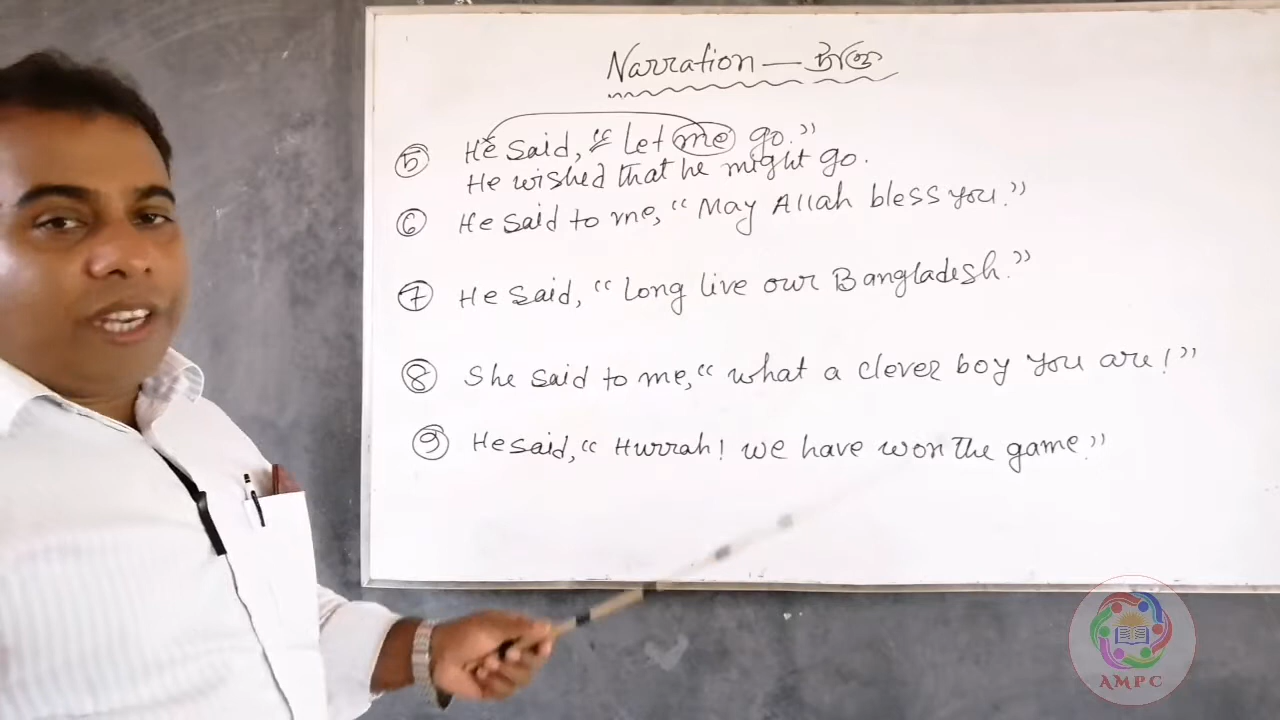 Narration —
⑤ He said, "Let me go."
He wished that he might go.
⑥ He said to me, "May Allah bless you."
⑦ He said, "Long live our Bangladesh."
⑧ She said to me, "what a clever boy you are!"
⑨ He said, "Hurrah! we have won the game."
AMPC